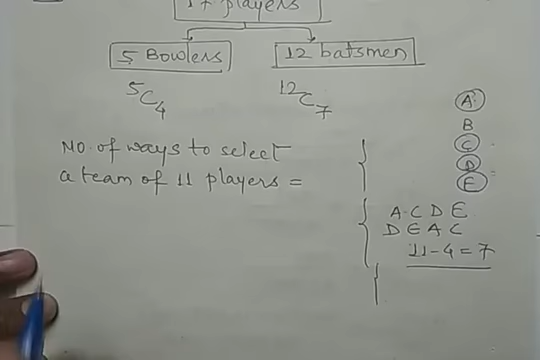 17 players
5 Bowlers
12 batsmen
⁵C₄
¹²C₇
NO. of ways to select
a team of 11 players =
A
B
C
D
E
A C D E
D E A C
11 - 4 = 7